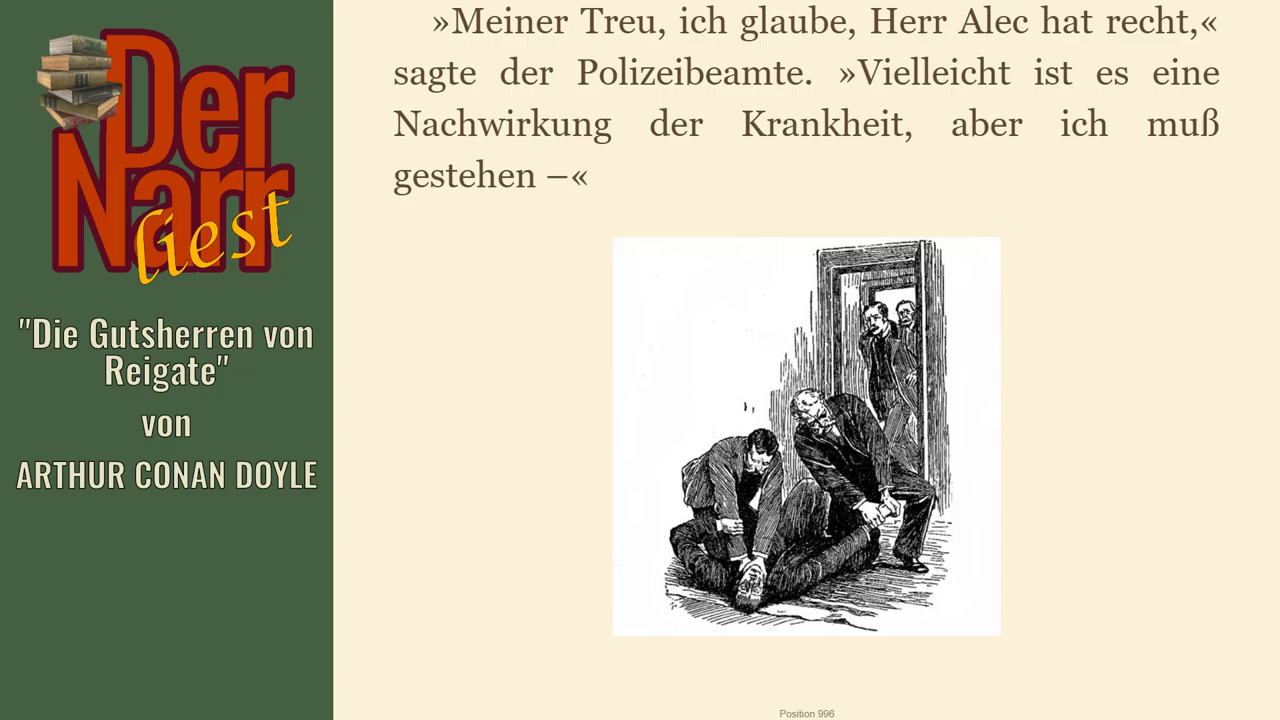 Der
Narr
liest
"Die Gutsherren von
Reigate"
von
ARTHUR CONAN DOYLE
»Meiner Treu, ich glaube, Herr Alec hat recht,«
sagte der Polizeibeamte. »Vielleicht ist es eine
Nachwirkung der Krankheit, aber ich muß
gestehen –«
Position 996